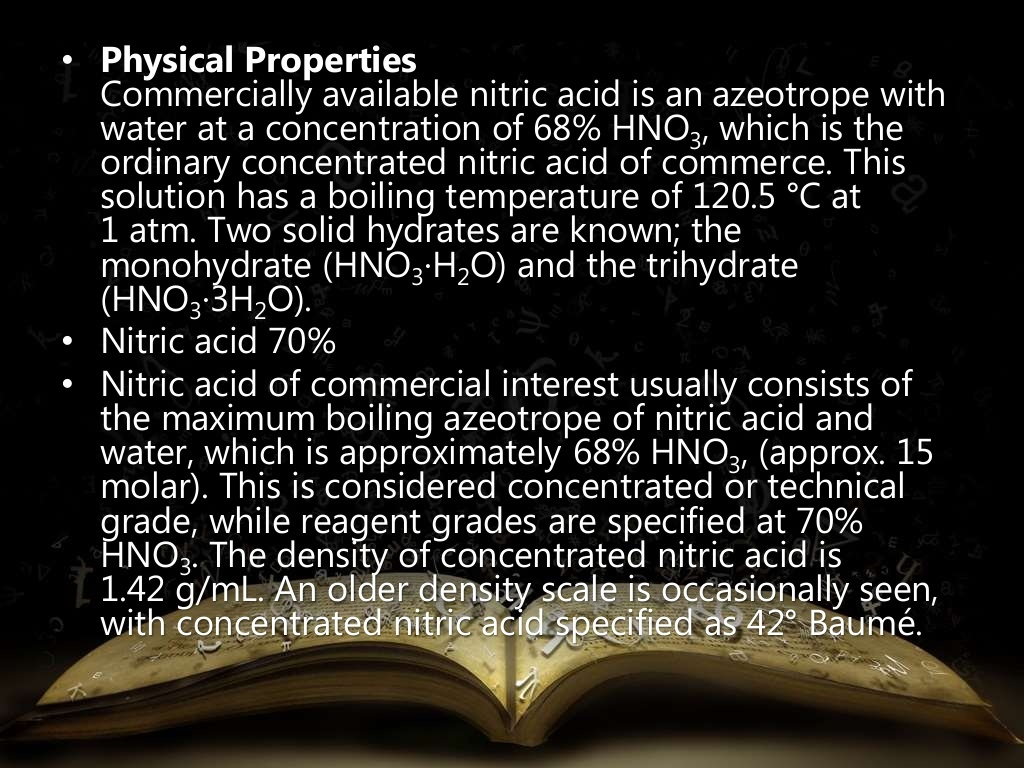 • Physical Properties
Commercially available nitric acid is an azeotrope with
water at a concentration of 68% HNO₃, which is the
ordinary concentrated nitric acid of commerce. This
solution has a boiling temperature of 120.5 °C at
1 atm. Two solid hydrates are known; the
monohydrate (HNO₃·H₂O) and the trihydrate
(HNO₃·3H₂O).
• Nitric acid 70%
• Nitric acid of commercial interest usually consists of
the maximum boiling azeotrope of nitric acid and
water, which is approximately 68% HNO₃, (approx. 15
molar). This is considered concentrated or technical
grade, while reagent grades are specified at 70%
HNO₃. The density of concentrated nitric acid is
1.42 g/mL. An older density scale is occasionally seen,
with concentrated nitric acid specified as 42° Baumé.